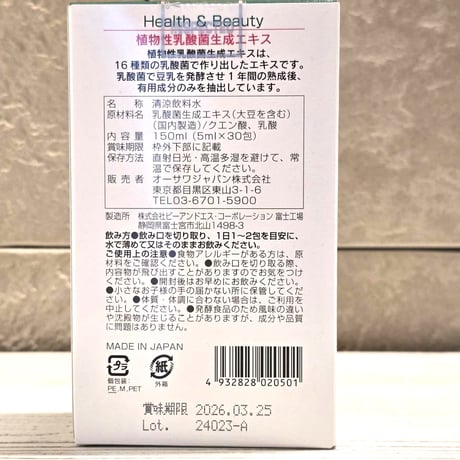 Health & Beauty
植物性乳酸菌生成エキス
植物性乳酸菌生成エキスは、
16種類の乳酸菌で作り出したエキスです。
乳酸菌で豆乳を発酵させ1年間の熟成後、
有用成分のみを抽出しています。
名称 清涼飲料水
原材料名 乳酸菌生成エキス(大豆を含む)
(国内製造)/クエン酸、乳酸
内容量 150ml(5ml×30包)
賞味期限 枠外下部に記載
保存方法 直射日光・高温多湿を避けて、常
温で保存してください。
販売者 オーサワジャパン株式会社
東京都目黒区東山3-1-6
TEL03-6701-5900
製造所 株式会社ビーアンドエス・コーポレーション 富士工場
静岡県富士宮市北山1498-3
飲み方●飲み口を切り取り、1日1〜2包を目安に、
水で薄めて又はそのままお飲みください。
ご使用上の注意●食物アレルギーがある方は、原
材料をご確認ください。●飲み口を切り取る際、
内容物が飛び出すことがありますので気をつけ
てください。●開封後はお早めにお飲みください。
●小さなお子様の手の届かない所に保管してくだ
さい。●体質・体調に合わない場合は、ご利用を
中止してください。●発酵食品のため風味の違い
や沈殿物が生じることがありますが、成分や品質
に問題はありません。
MADE IN JAPAN
プラ
紙
個包装:
PE,M,PET
外箱
4 932828 020501
賞味期限 2026.03.25
Lot. 24023-A